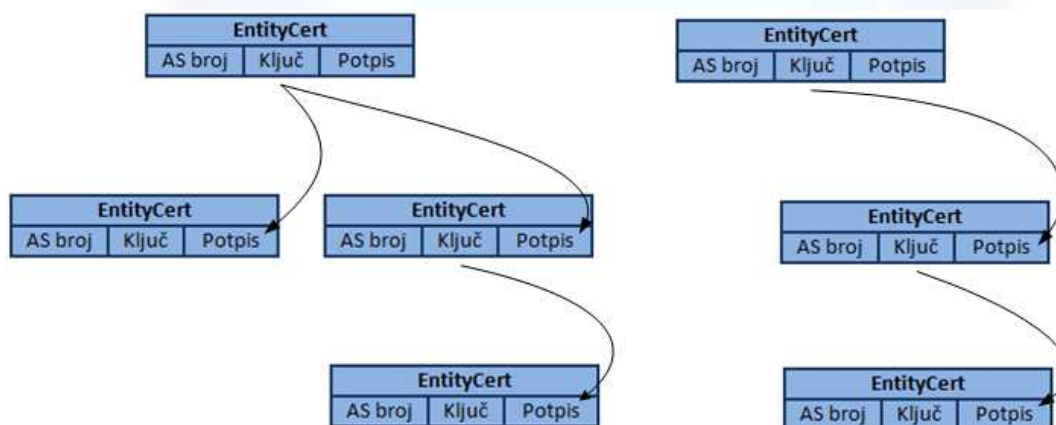 EntityCert
AS broj Ključ Potpis
EntityCert
AS broj Ključ Potpis
EntityCert
AS broj Ključ Potpis
EntityCert
AS broj Ključ Potpis
EntityCert
AS broj Ključ Potpis
EntityCert
AS broj Ključ Potpis
EntityCert
AS broj Ključ Potpis